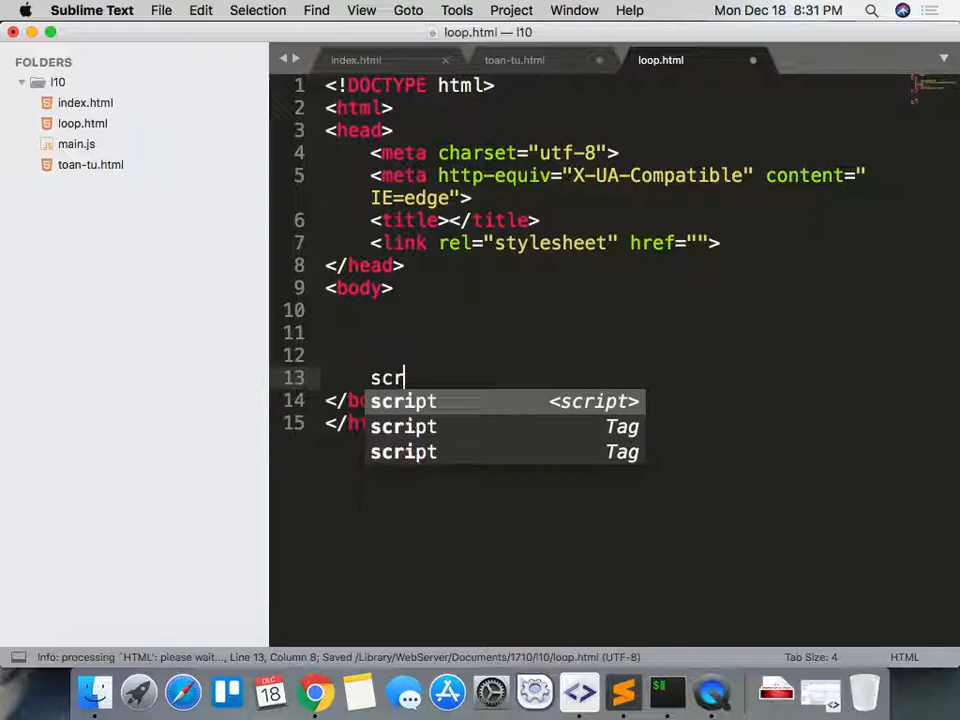 Sublime Text File Edit Selection Find View Goto Tools Project Window Help Mon Dec 18 8:31 PM
loop.html — l10
FOLDERS
l10
index.html
loop.html
main.js
toan-tu.html
index.html toan-tu.html loop.html
1 <!DOCTYPE html>
2 <html>
3 <head>
4 <meta charset="utf-8">
5 <meta http-equiv="X-UA-Compatible" content="
IE=edge">
6 <title></title>
7 <link rel="stylesheet" href="">
8 </head>
9 <body>
10
11
12
13 scr
14 </bo
15 </ht
script <script>
script Tag
script Tag
Info: processing `HTML': please wait..., Line 13, Column 8; Saved /Library/WebServer/Documents/1710/l10/loop.html (UTF-8) Tab Size: 4 HTML
DEC
18